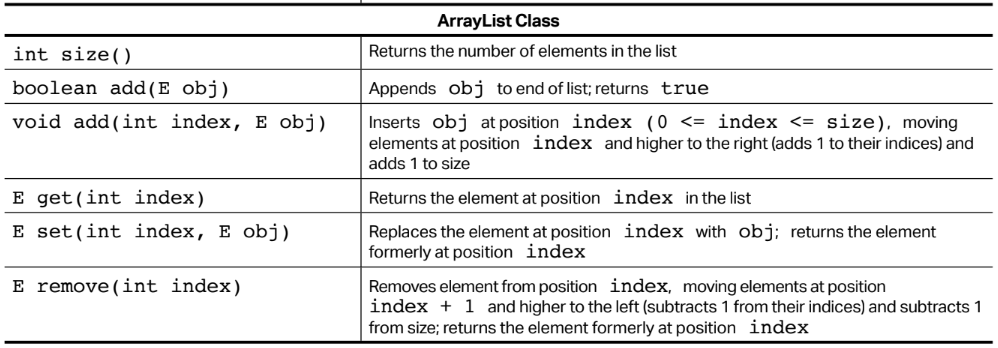 ArrayList Class
int size()
Returns the number of elements in the list
boolean add(E obj)
Appends obj to end of list; returns true
void add(int index, E obj)
Inserts obj at position index (0 <= index <= size), moving
elements at position index and higher to the right (adds 1 to their indices) and
adds 1 to size
E get(int index)
Returns the element at position index in the list
E set(int index, E obj)
Replaces the element at position index with obj; returns the element
formerly at position index
E remove(int index)
Removes element from position index, moving elements at position
index + 1 and higher to the left (subtracts 1 from their indices) and subtracts 1
from size; returns the element formerly at position index